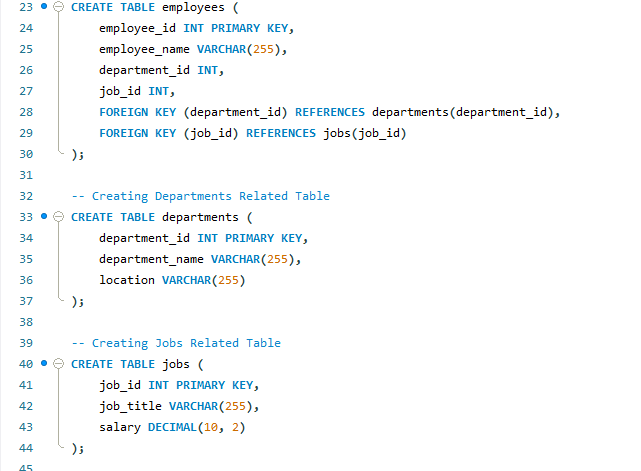 23 CREATE TABLE employees (
24 employee_id INT PRIMARY KEY,
25 employee_name VARCHAR(255),
26 department_id INT,
27 job_id INT,
28 FOREIGN KEY (department_id) REFERENCES departments(department_id),
29 FOREIGN KEY (job_id) REFERENCES jobs(job_id)
30 );
31
32 -- Creating Departments Related Table
33 CREATE TABLE departments (
34 department_id INT PRIMARY KEY,
35 department_name VARCHAR(255),
36 location VARCHAR(255)
37 );
38
39 -- Creating Jobs Related Table
40 CREATE TABLE jobs (
41 job_id INT PRIMARY KEY,
42 job_title VARCHAR(255),
43 salary DECIMAL(10, 2)
44 );
45